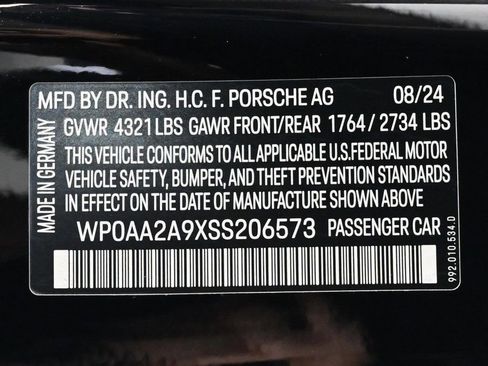 MFD BY DR. ING. H.C. F. PORSCHE AG 08/24
GVWR 4321 LBS GAWR FRONT/REAR 1764 / 2734 LBS
THIS VEHICLE CONFORMS TO ALL APPLICABLE U.S.FEDERAL MOTOR
VEHICLE SAFETY, BUMPER, AND THEFT PREVENTION STANDARDS
IN EFFECT ON THE DATE OF MANUFACTURE SHOWN ABOVE
WP0AA2A9XSS206573 PASSENGER CAR
MADE IN GERMANY
992.010.534.D